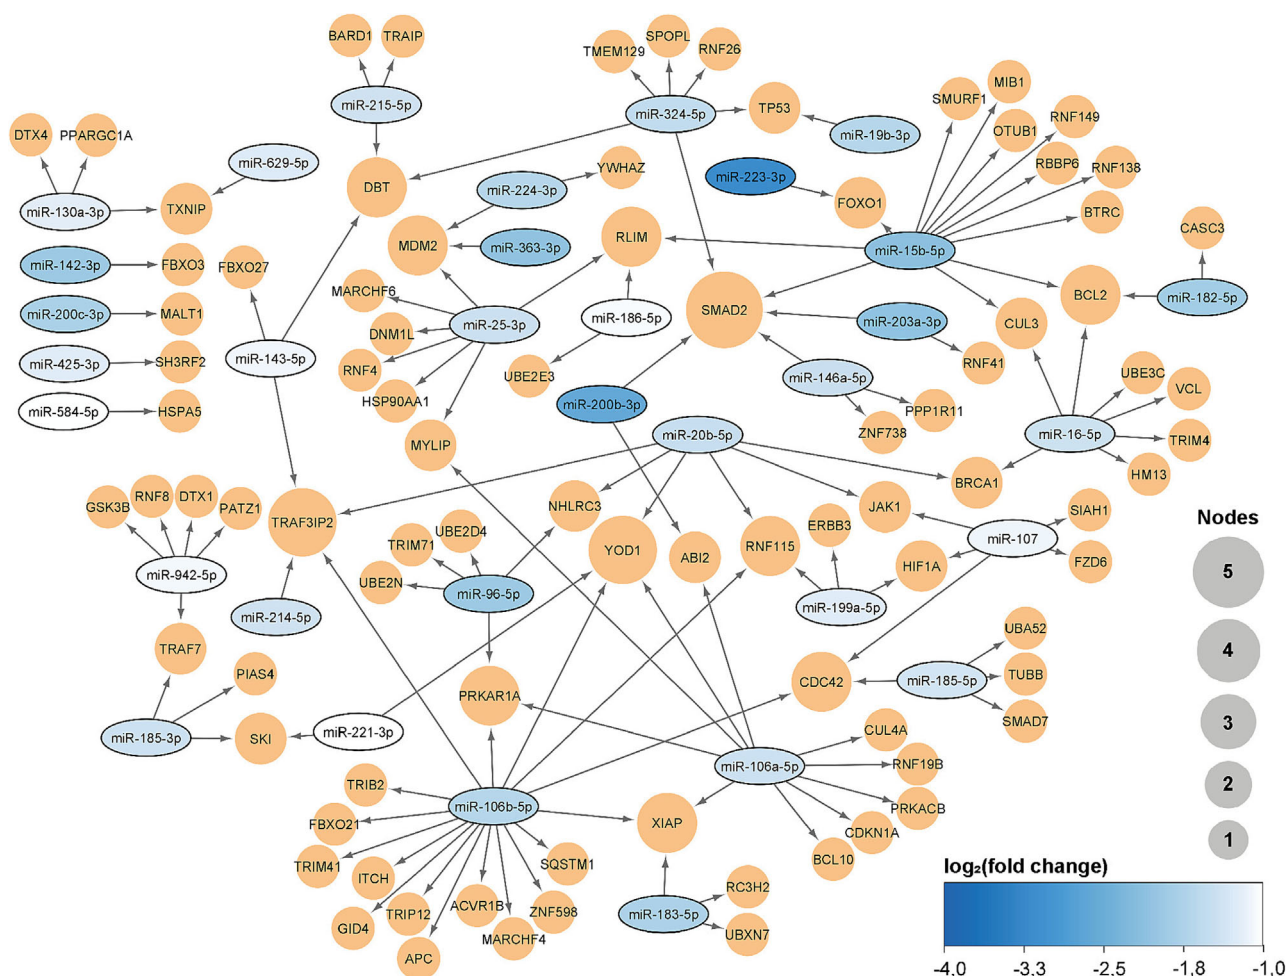 BARD1
TRAIP
SPOPL
TMEM129
RNF26
miR-215-5p
miR-324-5p
TP53
miR-19b-3p
SMURF1
MIB1
OTUB1
RNF149
RBBP6
RNF138
BTRC
DTX4
PPARGC1A
miR-629-5p
YWHAZ
miR-223-3p
DBT
miR-224-3p
FOXO1
CASC3
miR-130a-3p
TXNIP
MDM2
miR-363-3p
RLIM
miR-15b-5p
miR-142-3p
FBXO3
FBXO27
MARCHF6
BCL2
miR-182-5p
miR-200c-3p
MALT1
DNM1L
miR-25-3p
miR-186-5p
SMAD2
miR-203a-3p
CUL3
miR-425-3p
SH3RF2
miR-143-5p
RNF4
UBE2E3
RNF41
miR-146a-5p
UBE3C
VCL
miR-584-5p
HSPA5
HSP90AA1
miR-200b-3p
PPP1R11
ZNF738
MYLIP
miR-20b-5p
miR-16-5p
TRIM4
HM13
BRCA1
GSK3B
RNF8
DTX1
PATZ1
TRAF3IP2
NHLRC3
JAK1
SIAH1
UBE2D4
ERBB3
miR-107
TRIM71
YOD1
ABI2
RNF115
HIF1A
FZD6
miR-942-5p
UBE2N
miR-96-5p
miR-199a-5p
miR-214-5p
UBA52
TRAF7
PIAS4
PRKAR1A
CDC42
miR-185-5p
TUBB
SMAD7
miR-185-3p
SKI
miR-221-3p
CUL4A
miR-106a-5p
RNF19B
TRIB2
miR-106b-5p
PRKACB
FBXO21
XIAP
CDKN1A
TRIM41
ITCH
SQSTM1
BCL10
GID4
TRIP12
ACVR1B
ZNF598
RC3H2
miR-183-5p
MARCHF4
UBXN7
APC
Nodes
5
4
3
2
1
log₂(fold change)
-4.0 -3.3 -2.5 -1.8 -1.0